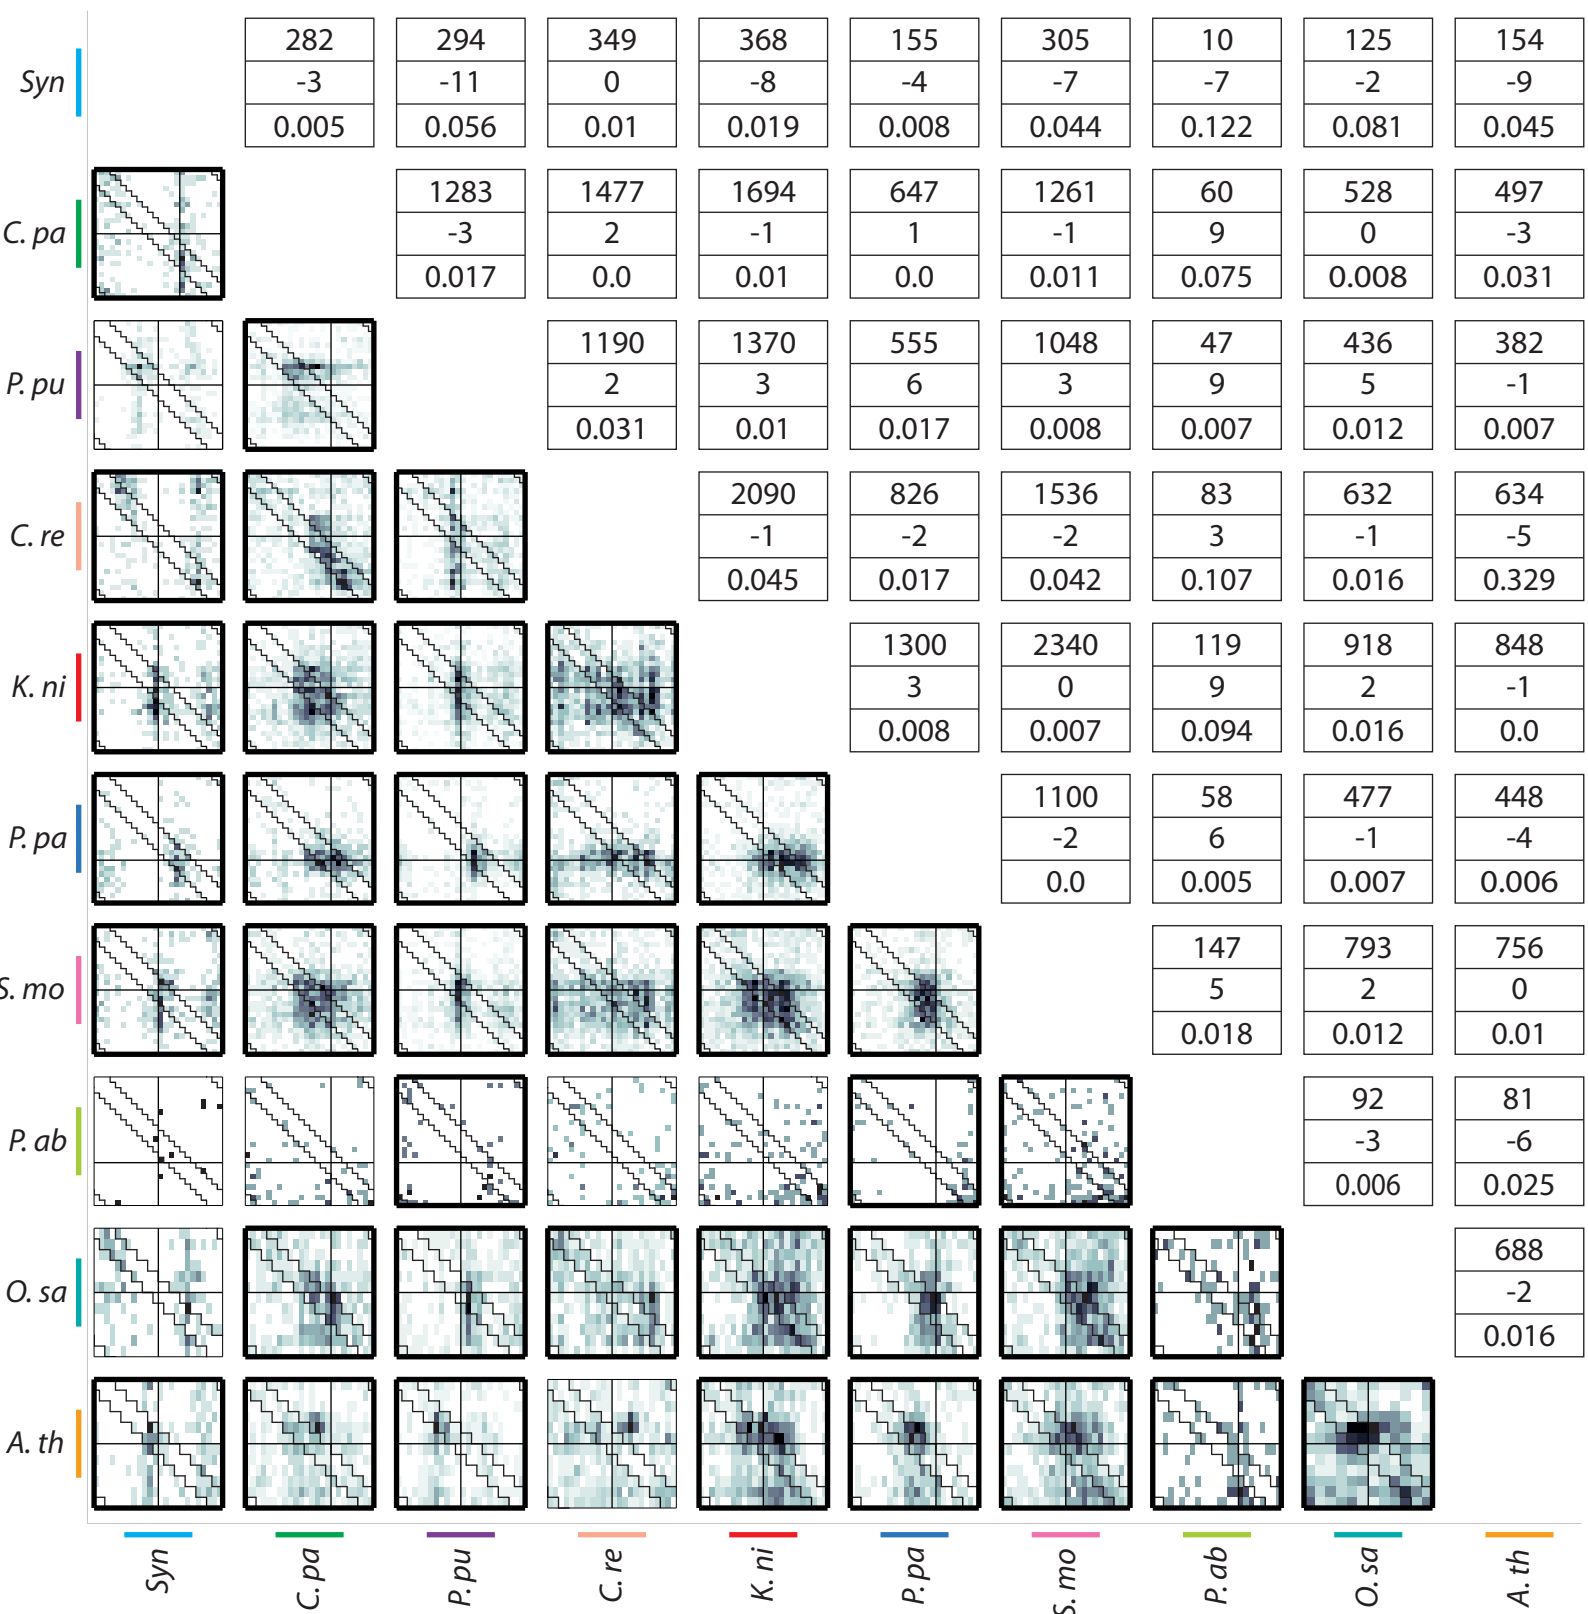 Syn 282 294 349 368 155 305 10 125 154
-3 -11 0 -8 -4 -7 -7 -2 -9
0.005 0.056 0.01 0.019 0.008 0.044 0.122 0.081 0.045
C. pa 1283 1477 1694 647 1261 60 528 497
-3 2 -1 1 -1 9 0 -3
0.017 0.0 0.01 0.0 0.011 0.075 0.008 0.031
P. pu 1190 1370 555 1048 47 436 382
2 3 6 3 9 5 -1
0.031 0.01 0.017 0.008 0.007 0.012 0.007
C. re 2090 826 1536 83 632 634
-1 -2 -2 3 -1 -5
0.045 0.017 0.042 0.107 0.016 0.329
K. ni 1300 2340 119 918 848
3 0 9 2 -1
0.008 0.007 0.094 0.016 0.0
P. pa 1100 58 477 448
-2 6 -1 -4
0.0 0.005 0.007 0.006
S. mo 147 793 756
5 2 0
0.018 0.012 0.01
P. ab 92 81
-3 -6
0.006 0.025
O. sa 688
-2
0.016
A. th
Syn C. pa P. pu C. re K. ni P. pa S. mo P. ab O. sa A. th